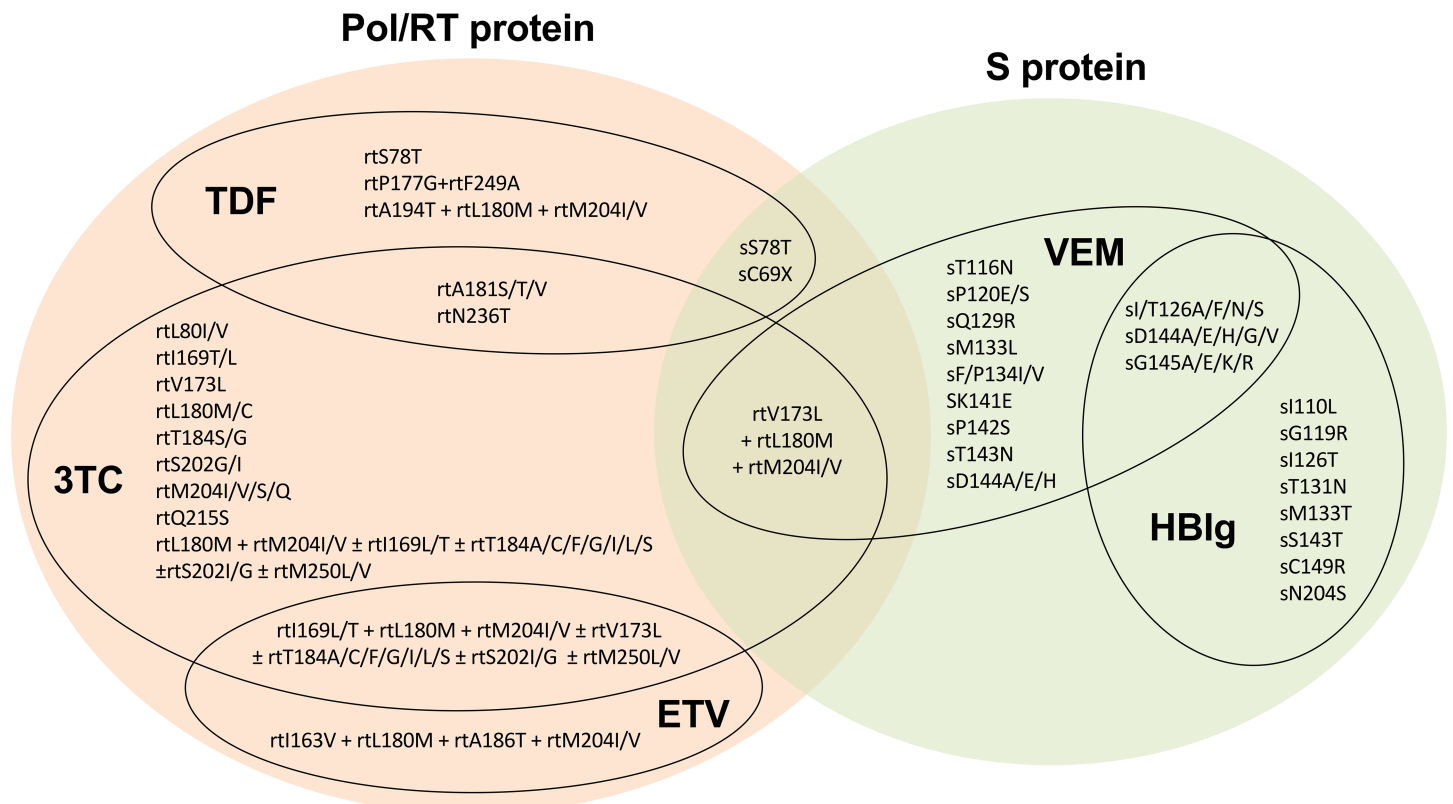 Pol/RT protein
S protein
TDF
rtS78T
rtP177G+rtF249A
rtA194T + rtL180M + rtM204I/V
sS78T
sC69X
rtA181S/T/V
rtN236T
3TC
rtL80I/V
rtI169T/L
rtV173L
rtL180M/C
rtT184S/G
rtS202G/I
rtM204I/V/S/Q
rtQ215S
rtL180M + rtM204I/V ± rtI169L/T ± rtT184A/C/F/G/I/L/S
±rtS202I/G ± rtM250L/V
rtI169L/T + rtL180M + rtM204I/V ± rtV173L
± rtT184A/C/F/G/I/L/S ± rtS202I/G ± rtM250L/V
ETV
rtI163V + rtL180M + rtA186T + rtM204I/V
rtV173L
+ rtL180M
+ rtM204I/V
VEM
sT116N
sP120E/S
sQ129R
sM133L
sF/P134I/V
SK141E
sP142S
sT143N
sD144A/E/H
sI/T126A/F/N/S
sD144A/E/H/G/V
sG145A/E/K/R
HBIg
sI110L
sG119R
sI126T
sT131N
sM133T
sS143T
sC149R
sN204S